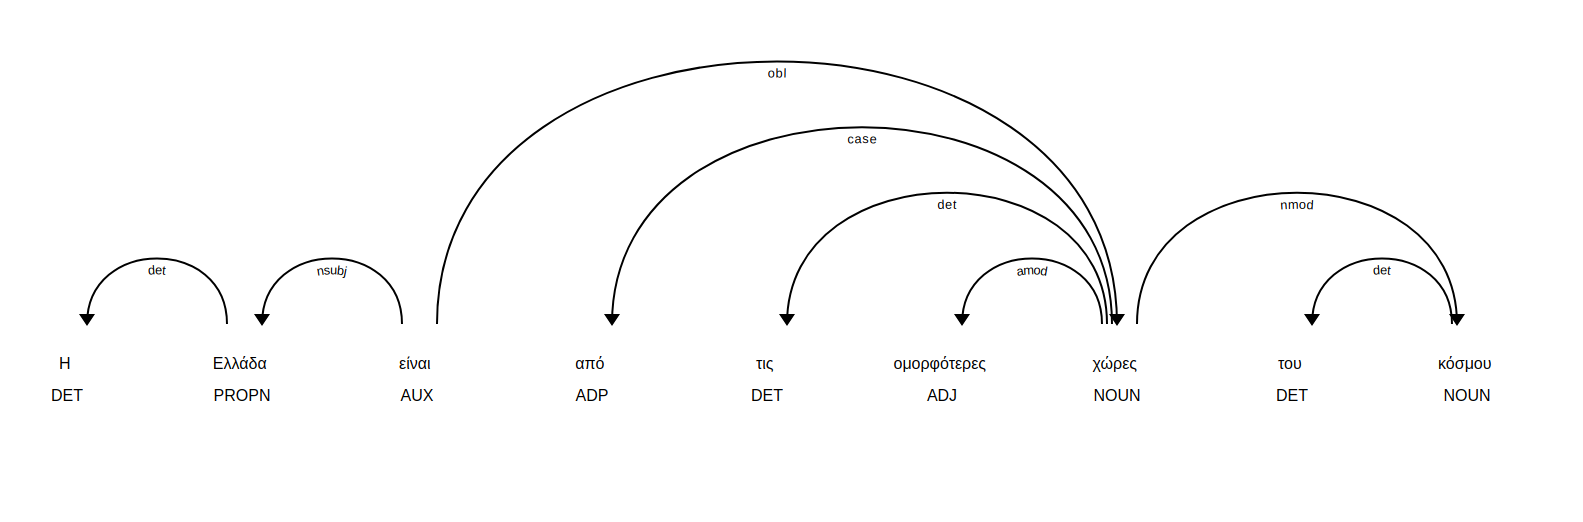 obl
case
det nmod
det nsubj amod det
Η Ελλάδα είναι από τις ομορφότερες χώρες του κόσμου
DET PROPN AUX ADP DET ADJ NOUN DET NOUN